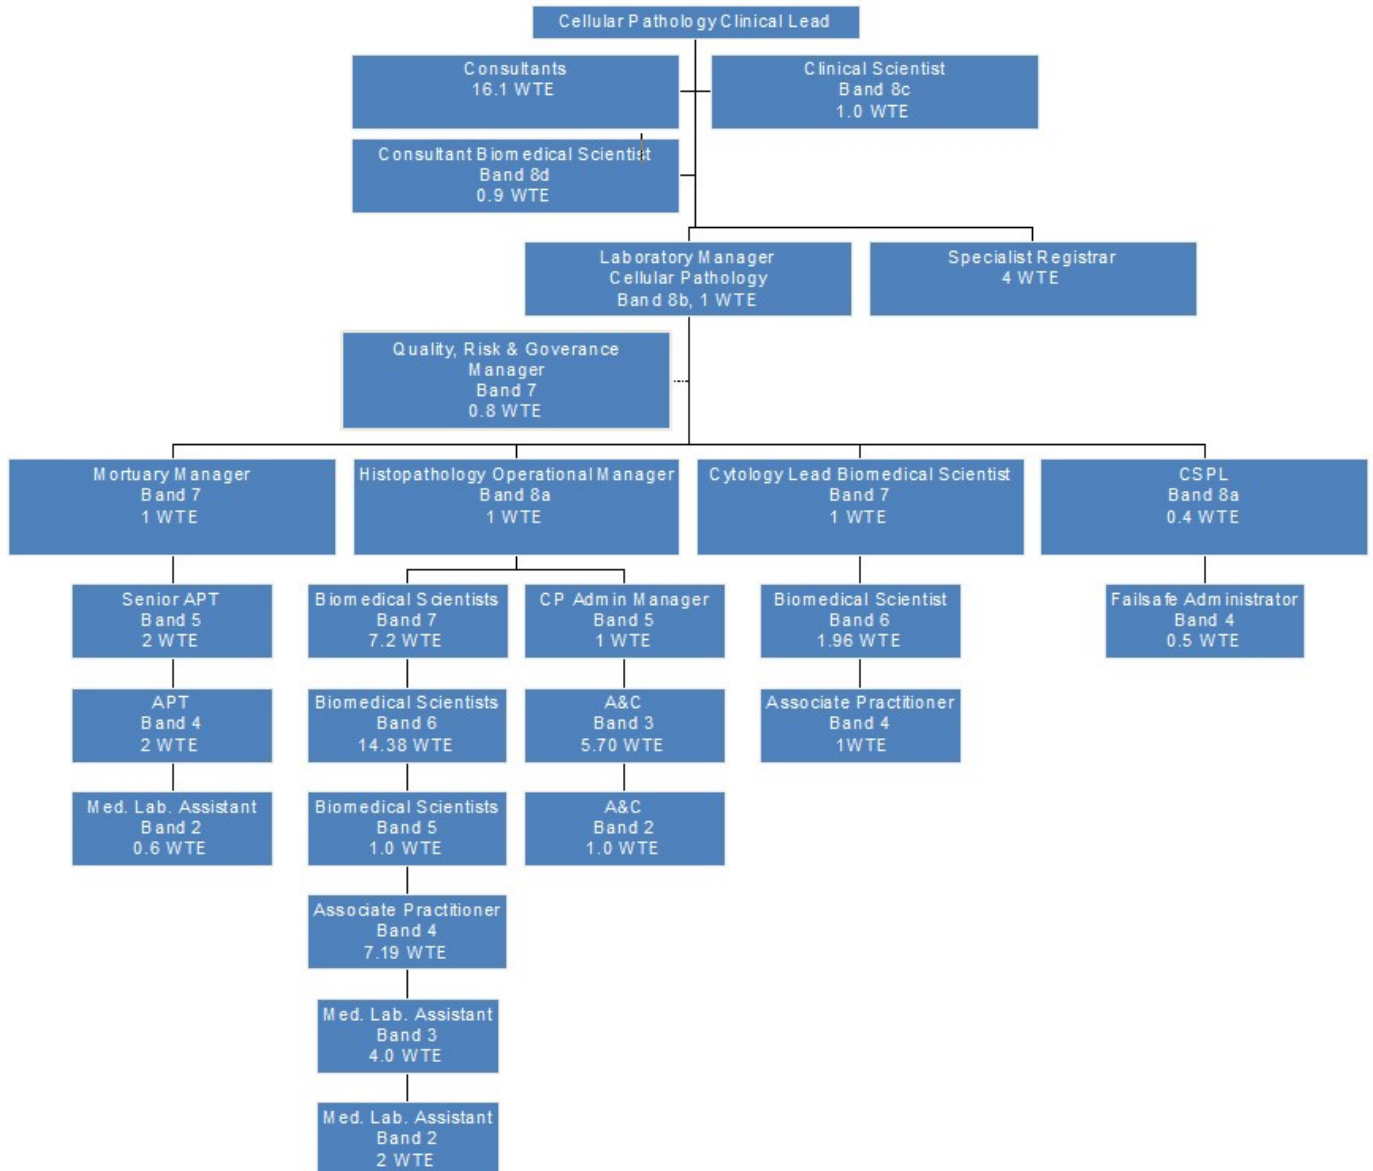 Cellular Pathology Clinical Lead
Consultants
16.1 WTE
Clinical Scientist
Band 8c
1.0 WTE
Consultant Biomedical Scientist
Band 8d
0.9 WTE
Laboratory Manager
Cellular Pathology
Band 8b, 1 WTE
Specialist Registrar
4 WTE
Quality, Risk & Goverance
Manager
Band 7
0.8 WTE
Mortuary Manager
Band 7
1 WTE
Histopathology Operational Manager
Band 8a
1 WTE
Cytology Lead Biomedical Scientist
Band 7
1 WTE
CSPL
Band 8a
0.4 WTE
Senior APT
Band 5
2 WTE
Biomedical Scientists
Band 7
7.2 WTE
CP Admin Manager
Band 5
1 WTE
Biomedical Scientist
Band 6
1.96 WTE
Failsafe Administrator
Band 4
0.5 WTE
APT
Band 4
2 WTE
Biomedical Scientists
Band 6
14.38 WTE
A&C
Band 3
5.70 WTE
Associate Practitioner
Band 4
1WTE
Med. Lab. Assistant
Band 2
0.6 WTE
Biomedical Scientists
Band 5
1.0 WTE
A&C
Band 2
1.0 WTE
Associate Practitioner
Band 4
7.19 WTE
Med. Lab. Assistant
Band 3
4.0 WTE
Med. Lab. Assistant
Band 2
2 WTE